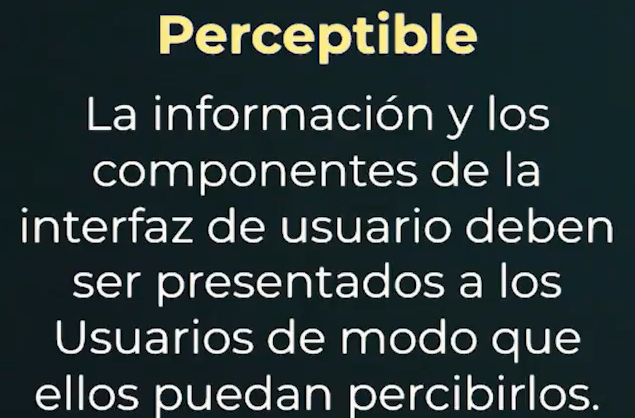 Perceptible
La información y los
componentes de la
interfaz de usuario deben
ser presentados a los
Usuarios de modo que
ellos puedan percibirlos.